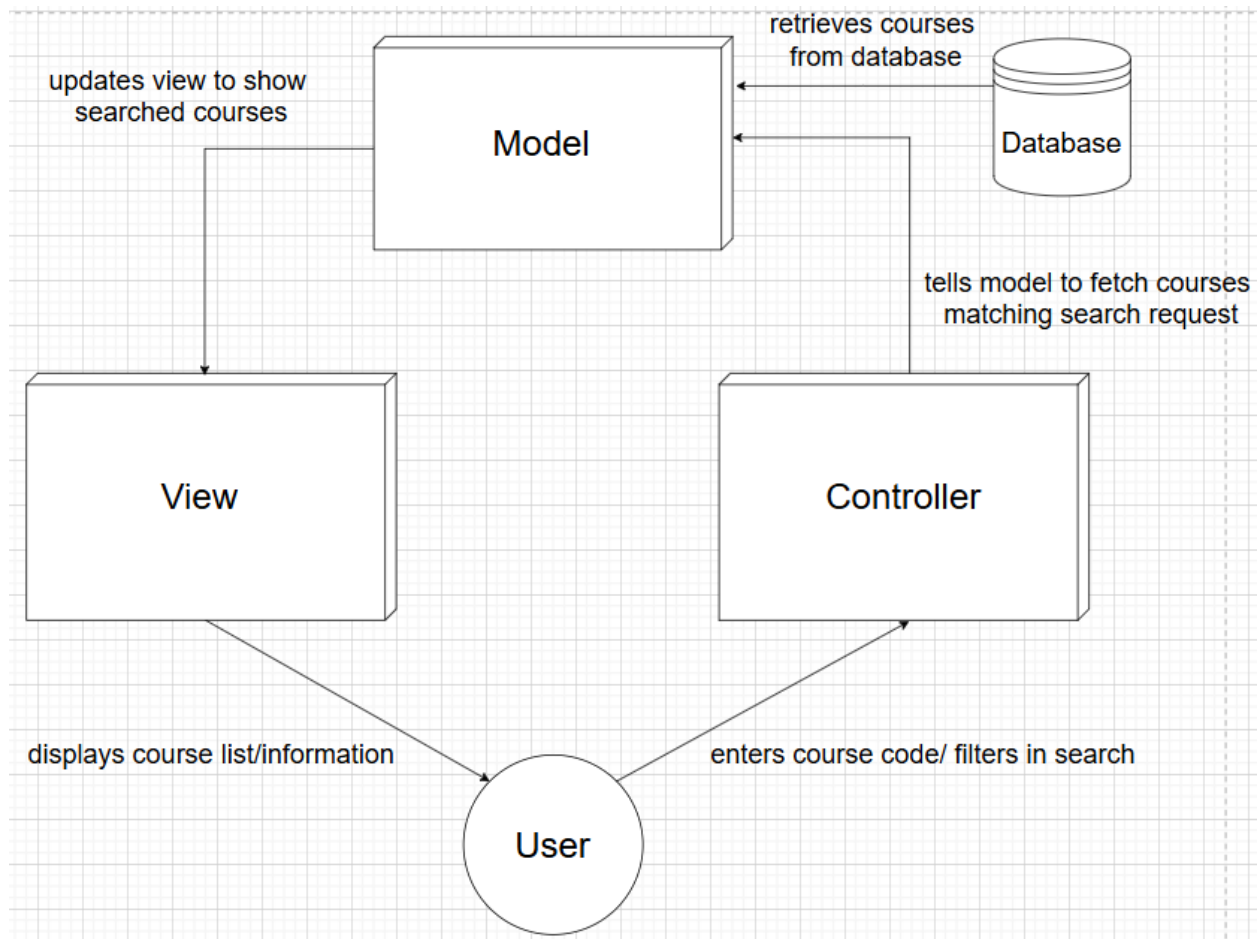 retrieves courses
from database
updates view to show
searched courses
Model
Database
tells model to fetch courses
matching search request
View
Controller
displays course list/information
enters course code/ filters in search
User